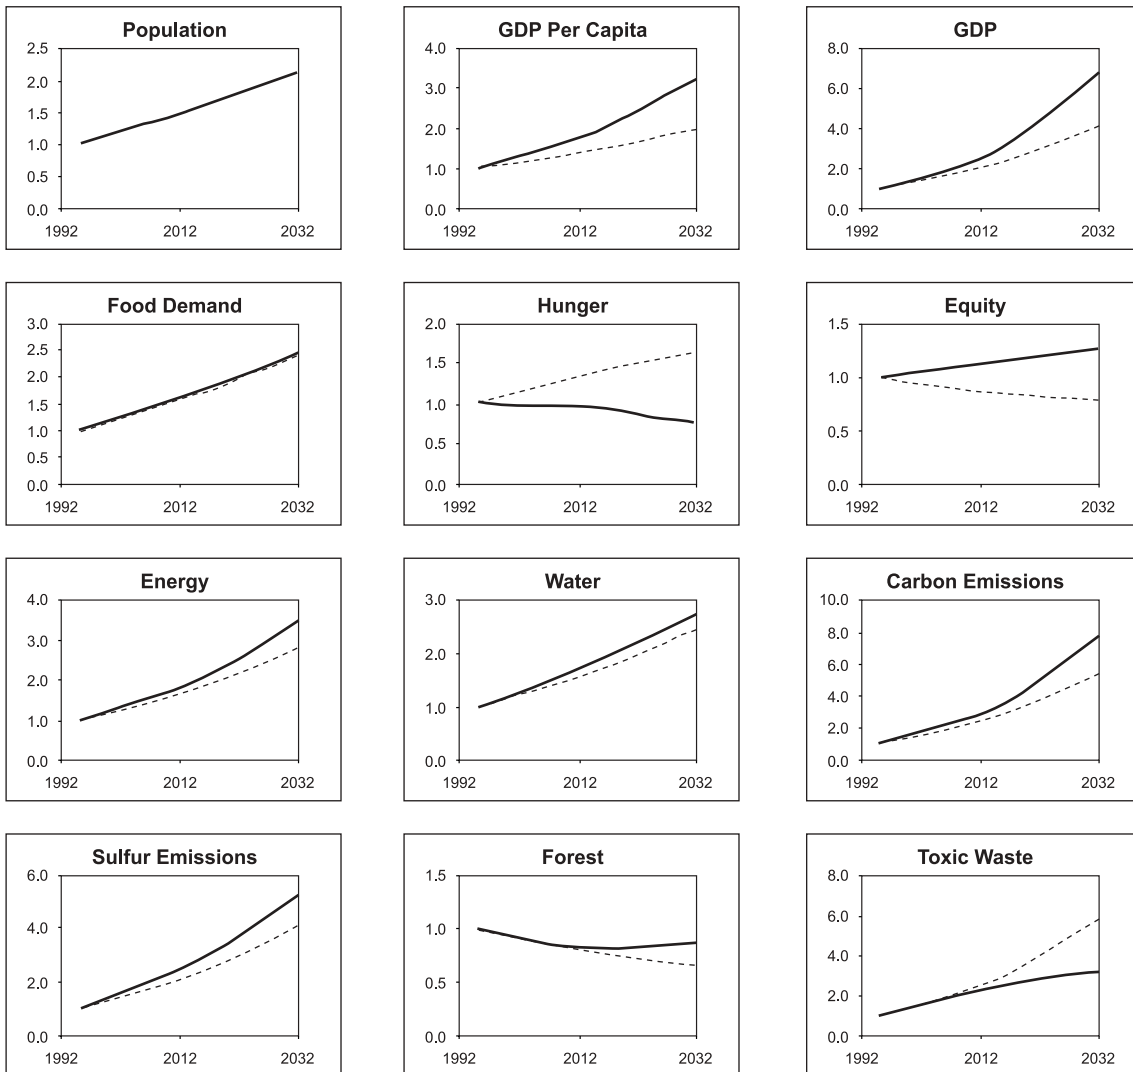 Population
2.5
2.0
1.5
1.0
0.5
0.0
1992 2012 2032
GDP Per Capita
4.0
3.0
2.0
1.0
0.0
1992 2012 2032
GDP
8.0
6.0
4.0
2.0
0.0
1992 2012 2032
Food Demand
3.0
2.5
2.0
1.5
1.0
0.5
0.0
1992 2012 2032
Hunger
2.0
1.5
1.0
0.5
0.0
1992 2012 2032
Equity
1.5
1.0
0.5
0.0
1992 2012 2032
Energy
4.0
3.0
2.0
1.0
0.0
1992 2012 2032
Water
3.0
2.0
1.0
0.0
1992 2012 2032
Carbon Emissions
10.0
8.0
6.0
4.0
2.0
0.0
1992 2012 2032
Sulfur Emissions
6.0
4.0
2.0
0.0
1992 2012 2032
Forest
1.5
1.0
0.5
0.0
1992 2012 2032
Toxic Waste
8.0
6.0
4.0
2.0
0.0
1992 2012 2032